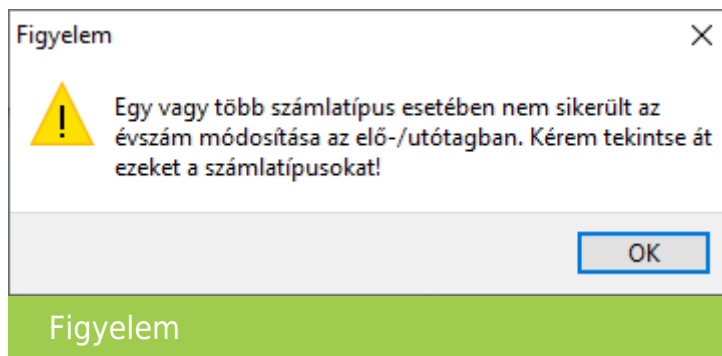 Figyelem
Egy vagy több számlatípus esetében nem sikerült az
évszám módosítása az elő-/utótagban. Kérem tekintse át
ezeket a számlatípusokat!
OK
Figyelem